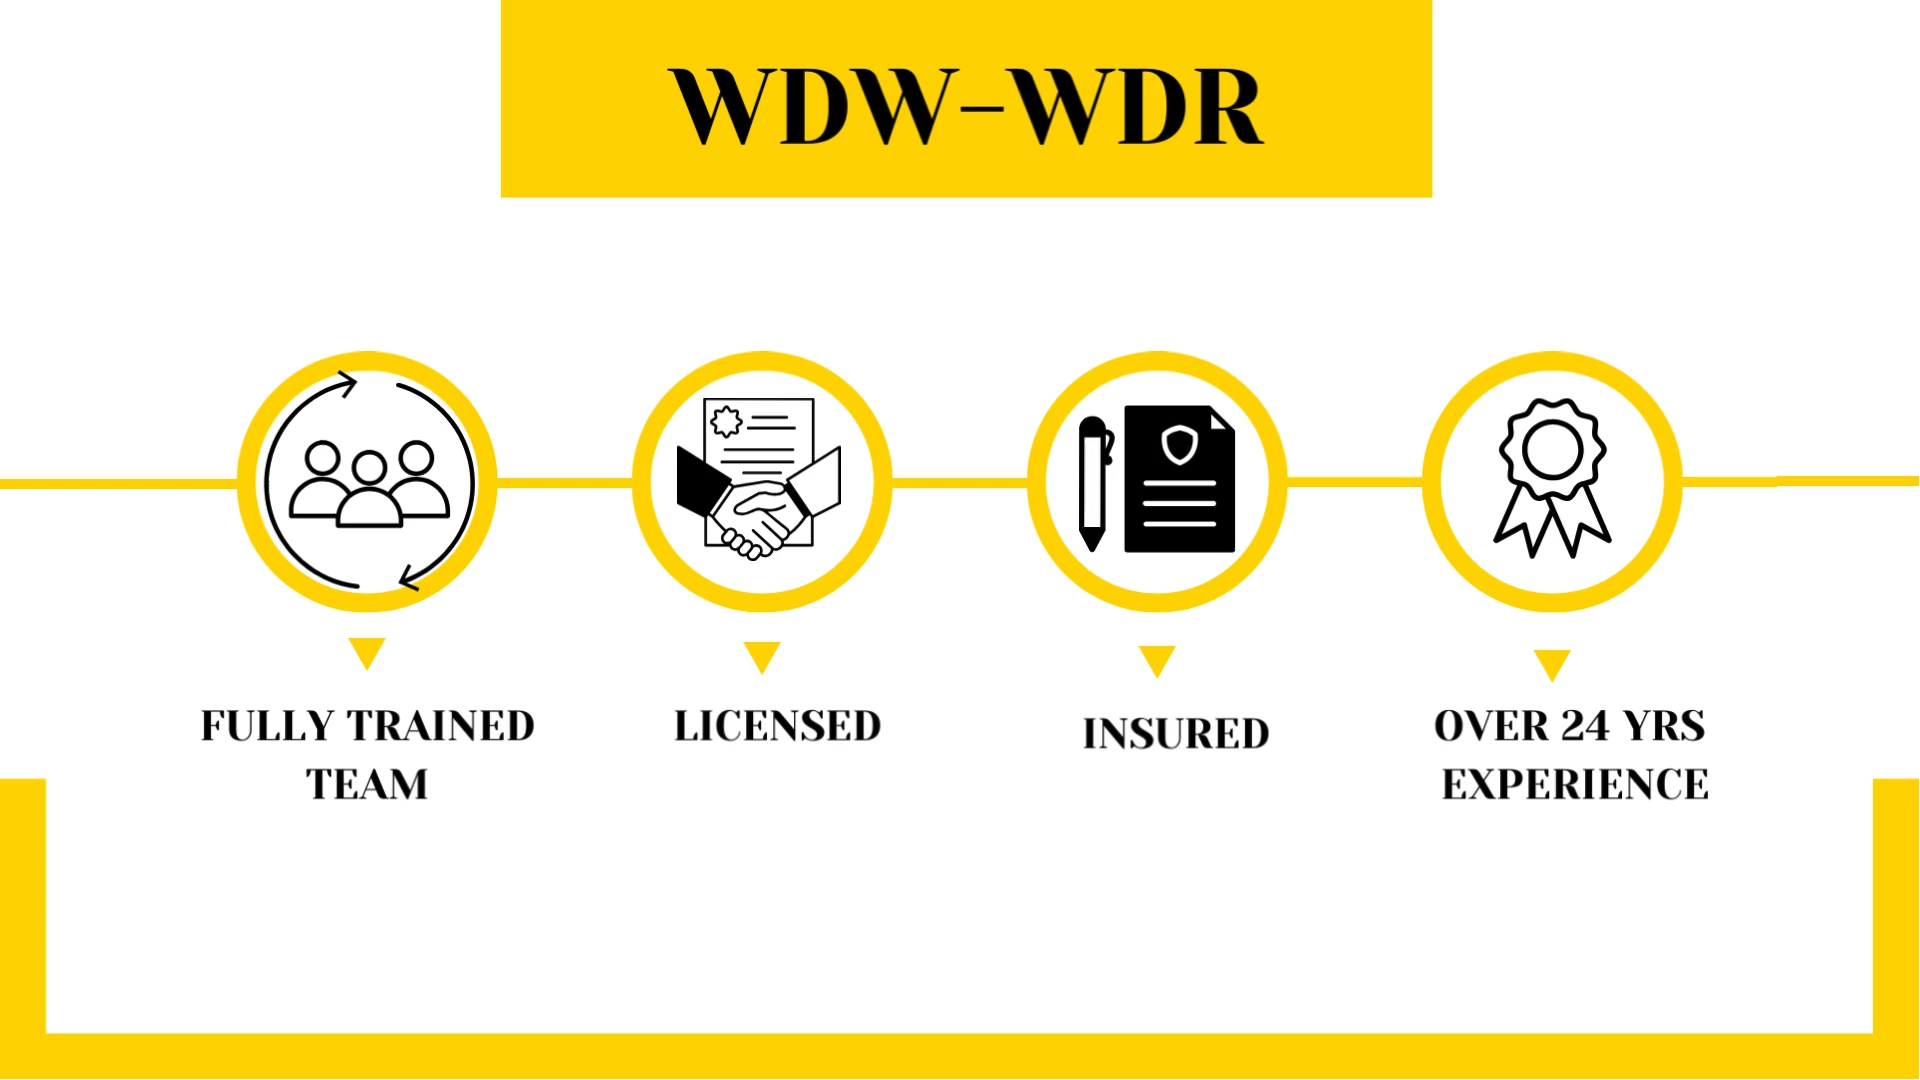 WDW-WDR
FULLY TRAINED
TEAM
LICENSED
INSURED
OVER 24 YRS
EXPERIENCE